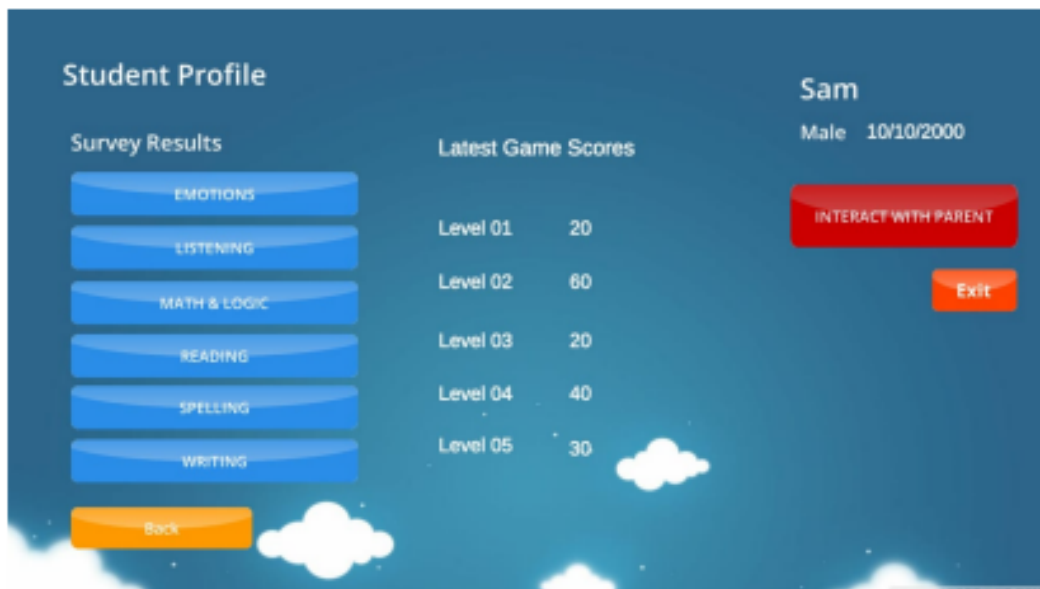 Student Profile
Survey Results
EMOTIONS
LISTENING
MATH & LOGIC
READING
SPELLING
WRITING
Back
Latest Game Scores
Level 01 20
Level 02 60
Level 03 20
Level 04 40
Level 05 30
Sam
Male 10/10/2000
INTERACT WITH PARENT
Exit